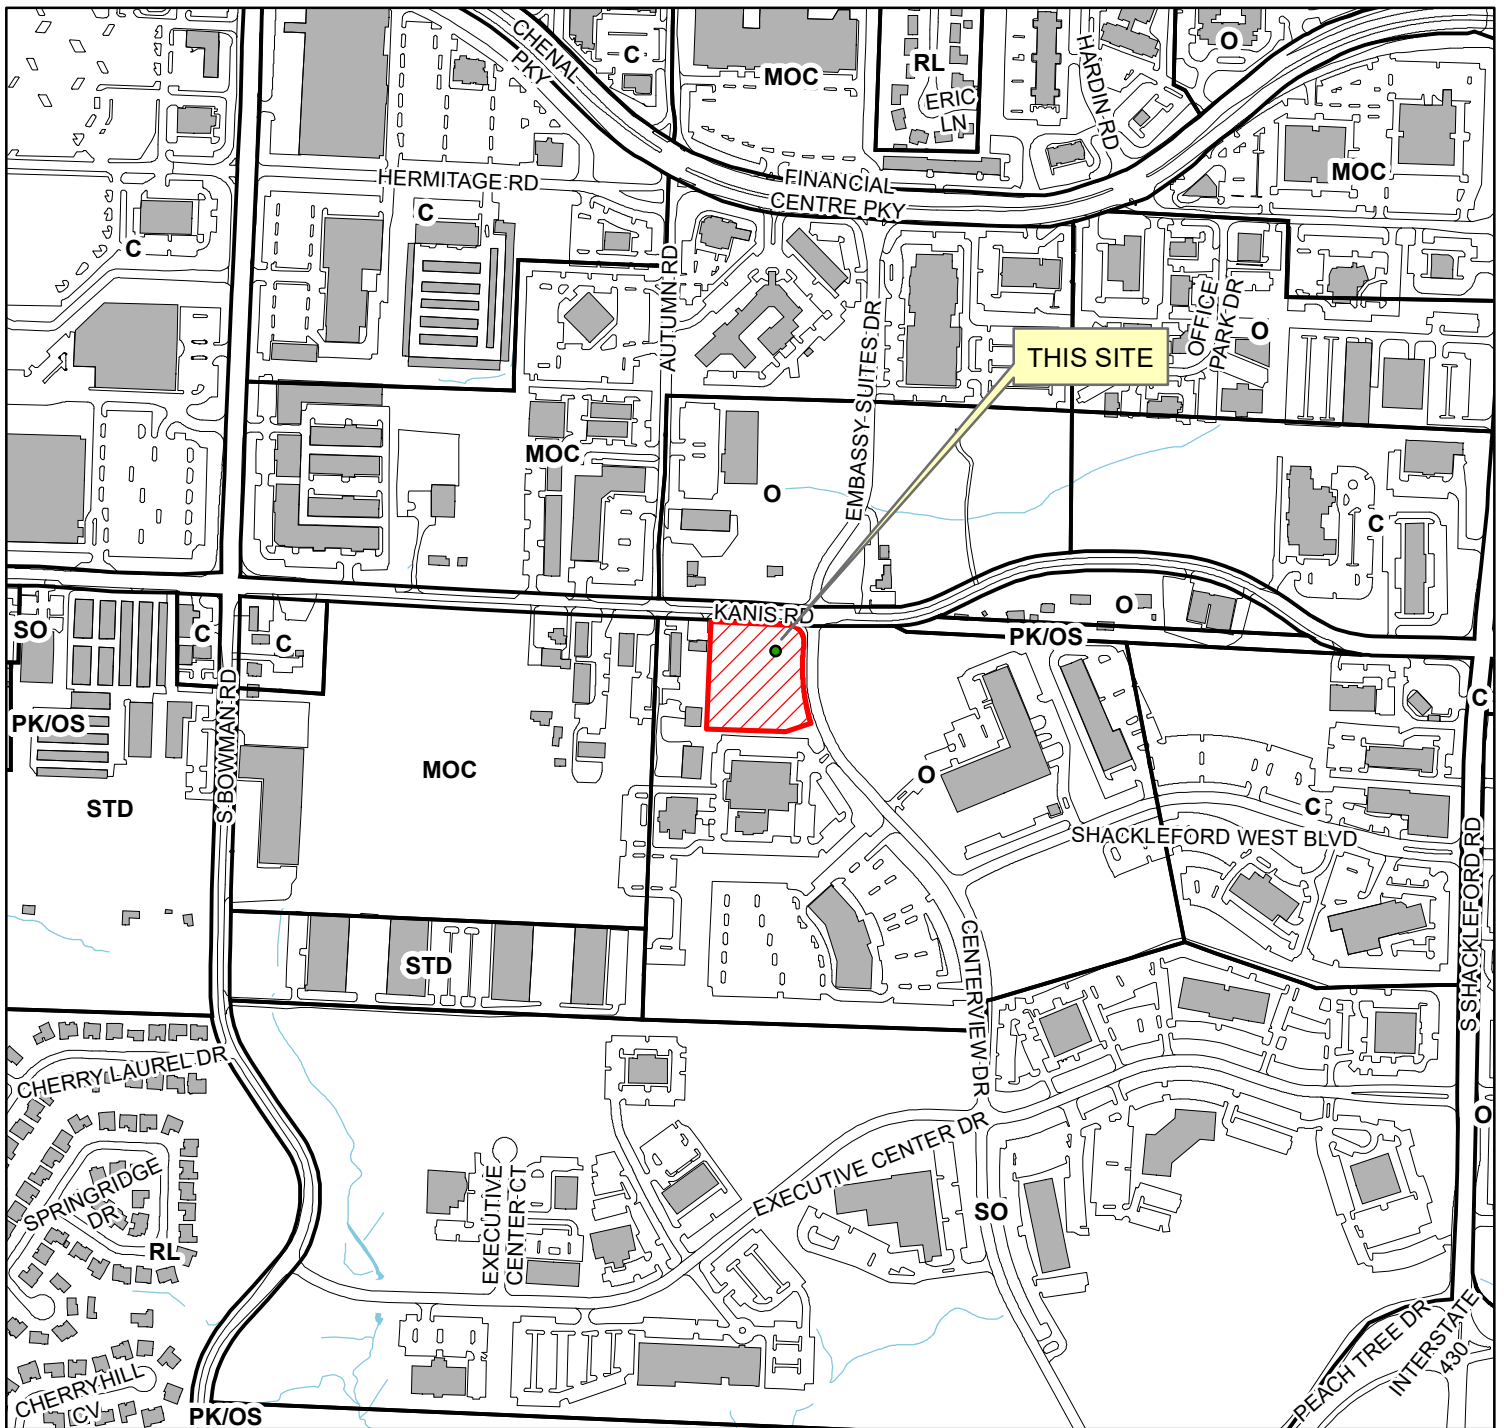 CHENAL
PKY
C
MOC
RL
ERIC
LN
HARDIN RD
O
MOC
HERMITAGE RD
FINANCIAL
CENTRE PKY
C
C
AUTUMN RD
EMBASSY SUITES DR
OFFICE
PARK DR
O
THIS SITE
MOC
O
C
KANIS RD
O
PK/OS
SO
C
C
S BOWMAN RD
PK/OS
MOC
STD
O
C
C
SHACKLEFORD WEST BLVD
S SHACKLEFORD RD
STD
CENTERVIEW DR
CHERRY LAUREL DR
EXECUTIVE CENTER DR
O
SPRINGRIDGE
DR
RL
EXECUTIVE
CENTER CT
SO
PEACH TREE DR
INTERSTATE
430
CHERRYHILL
CV
PK/OS